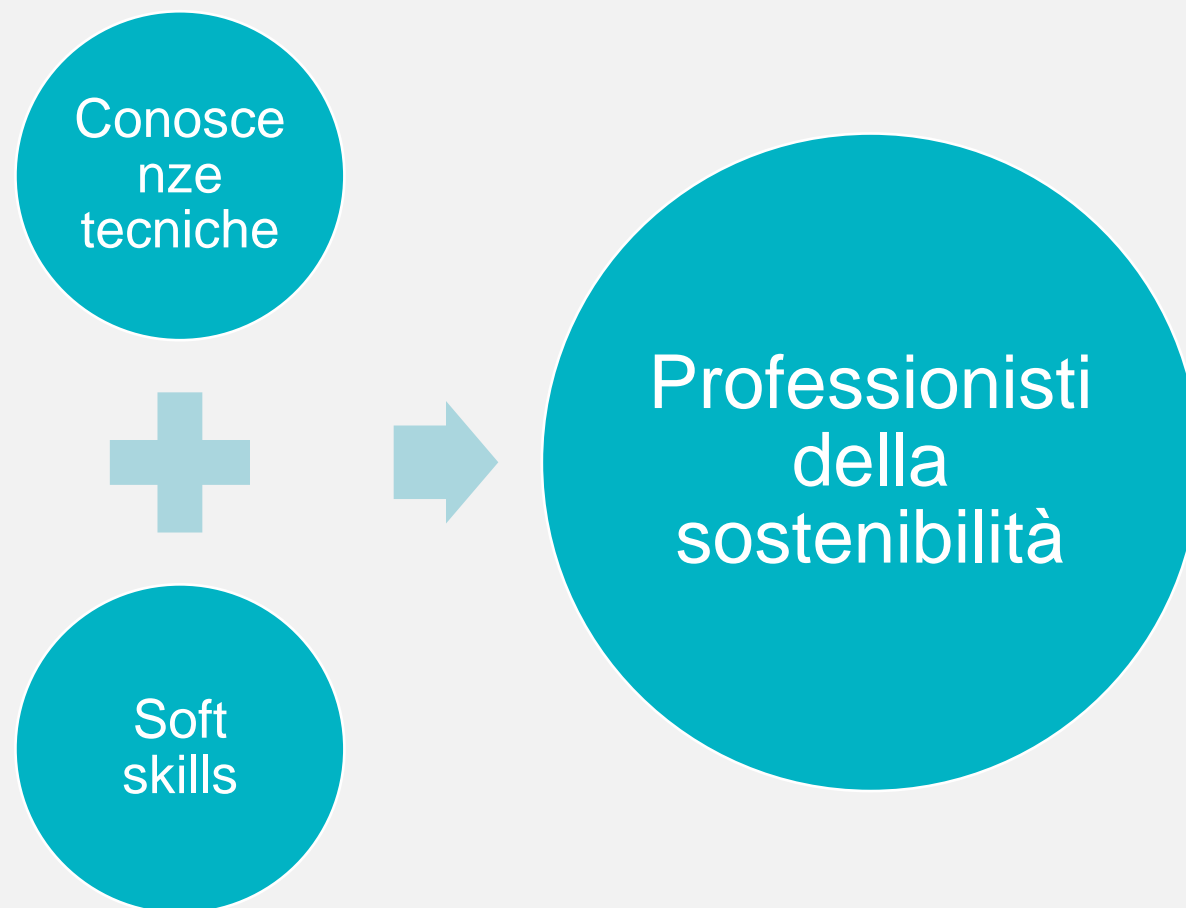 Conosce
nze
tecniche
Soft
skills
Professionisti
della
sostenibilità